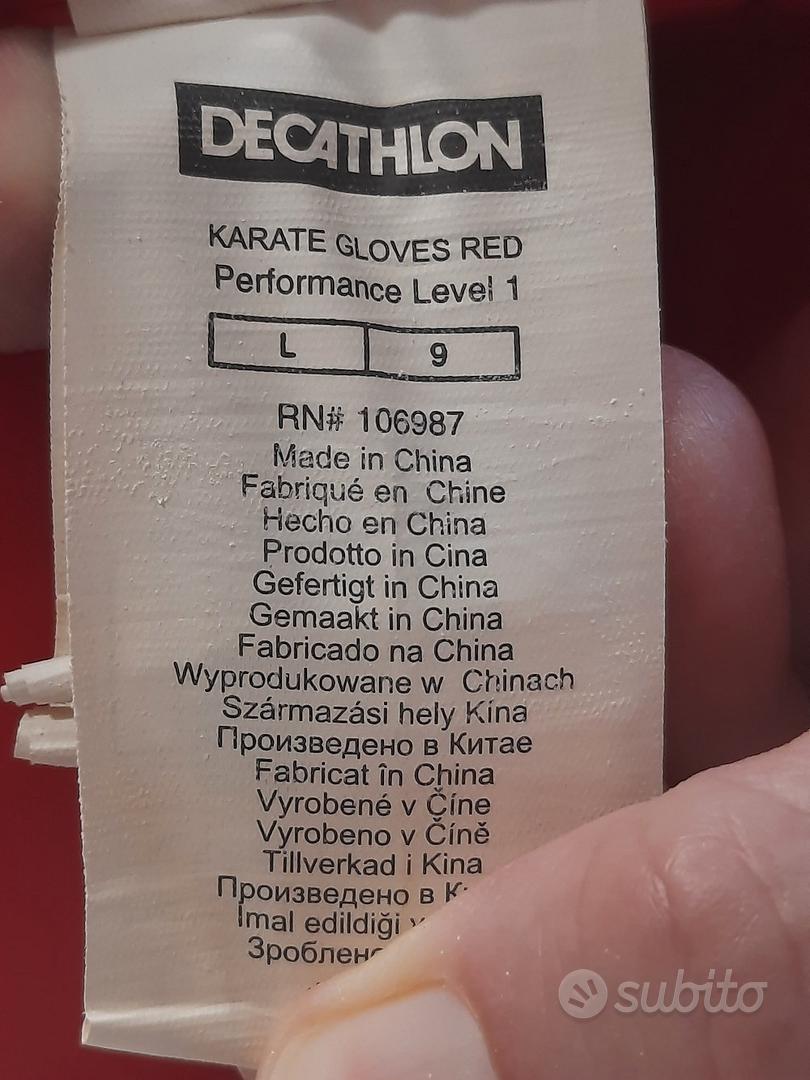 DECATHLON
KARATE GLOVES RED
Performance Level 1
L 9
RN# 106987
Made in China
Fabriqué en Chine
Hecho en China
Prodotto in Cina
Gefertigt in China
Gemaakt in China
Fabricado na China
Wyprodukowane w Chinach
Származási hely Kína
Произведено в Китае
Fabricat în China
Vyrobené v Číne
Vyrobeno v Číně
Tillverkad i Kina
Произведено в
Imal edildiği
subito